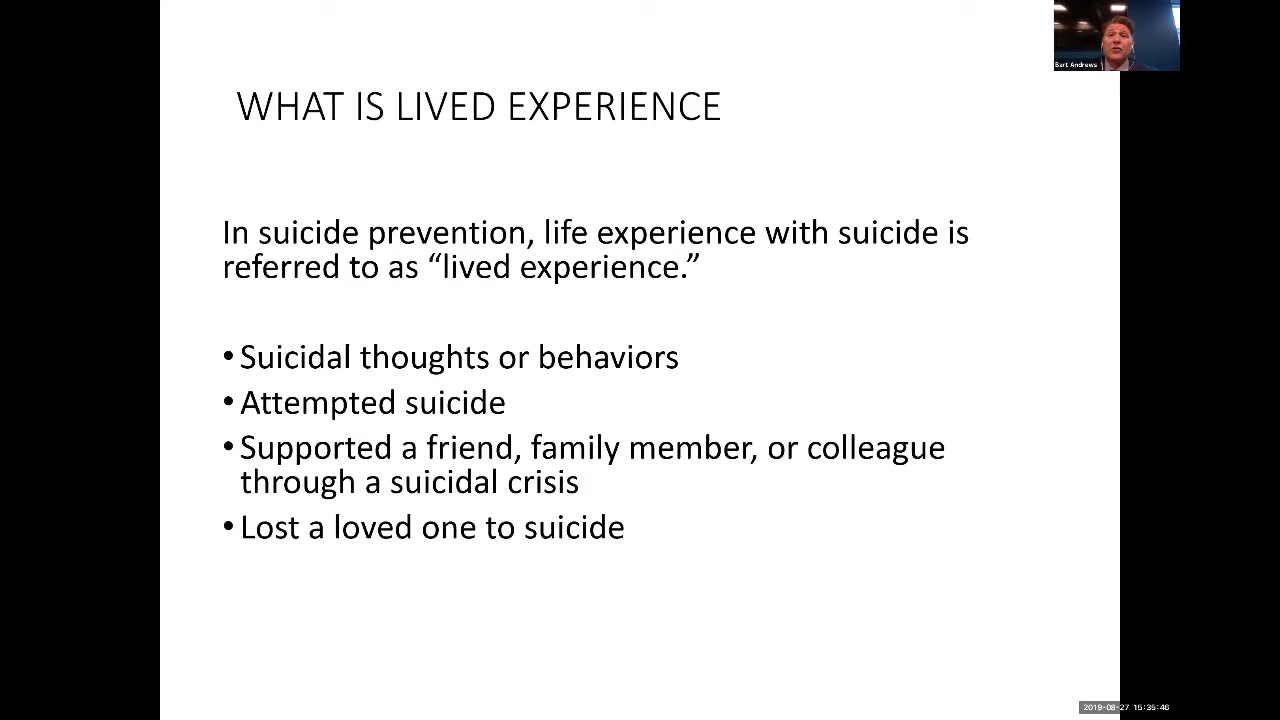 Bart Andrews
WHAT IS LIVED EXPERIENCE
In suicide prevention, life experience with suicide is
referred to as “lived experience.”
• Suicidal thoughts or behaviors
• Attempted suicide
• Supported a friend, family member, or colleague
through a suicidal crisis
• Lost a loved one to suicide
2019-08-27 15:35:46